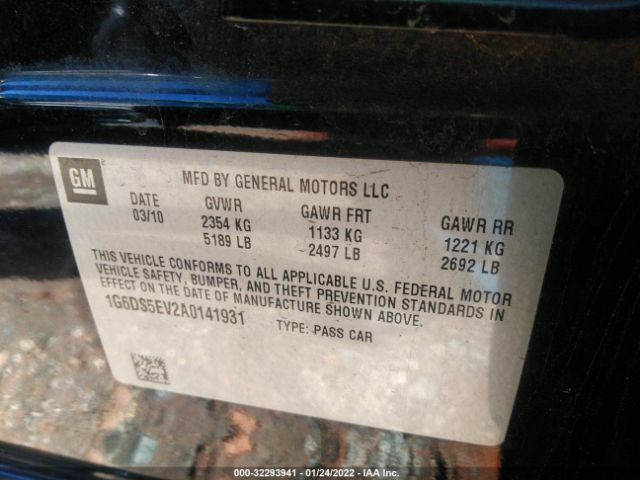 GM
MFD BY GENERAL MOTORS LLC
DATE GVWR GAWR FRT GAWR RR
03/10 2354 KG 1133 KG 1221 KG
5189 LB 2497 LB 2692 LB
THIS VEHICLE CONFORMS TO ALL APPLICABLE U.S. FEDERAL MOTOR
VEHICLE SAFETY, BUMPER, AND THEFT PREVENTION STANDARDS IN
EFFECT ON THE DATE OF MANUFACTURE SHOWN ABOVE.
1G6DS5EV2A0141931 TYPE: PASS CAR
000-32293941 - 01/24/2022 - IAA Inc.